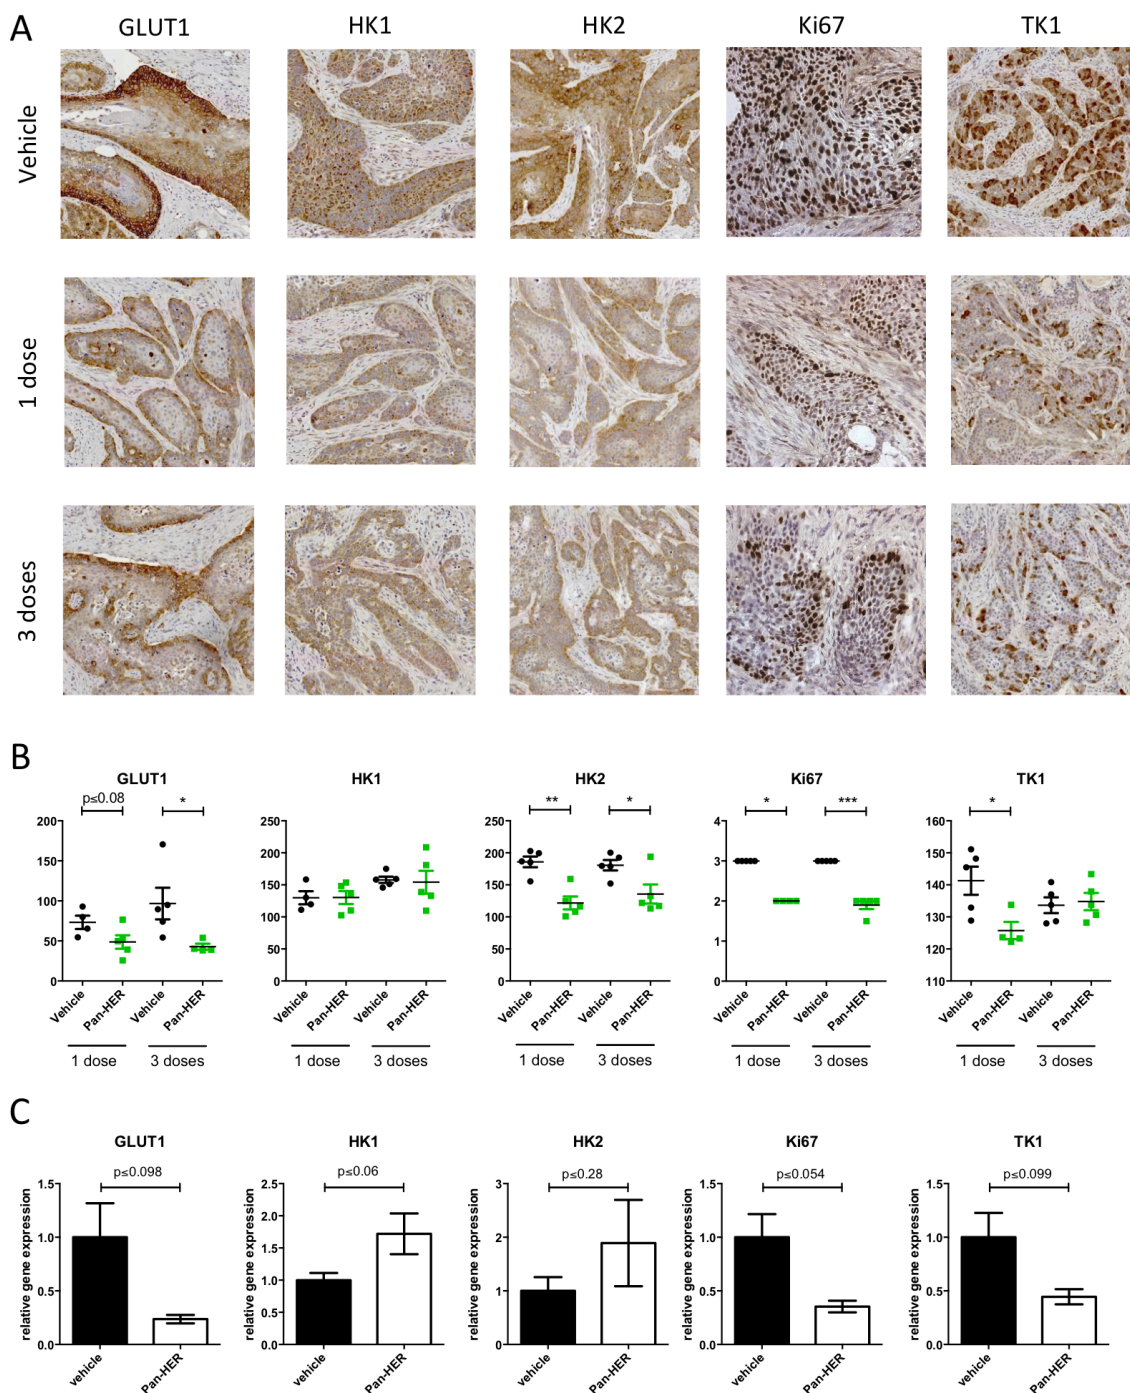 A
GLUT1 HK1 HK2 Ki67 TK1
Vehicle
1 dose
3 doses
B
GLUT1 HK1 HK2 Ki67 TK1
p≤0.08 * ** * * *** *
200 150 100 50 0
250 200 150 100 50 0
250 200 150 100 50 0
4 3 2 1 0
160 150 140 130 120 110
Vehicle Pan-HER Vehicle Pan-HER
Vehicle Pan-HER Vehicle Pan-HER
Vehicle Pan-HER Vehicle Pan-HER
Vehicle Pan-HER Vehicle Pan-HER
Vehicle Pan-HER Vehicle Pan-HER
1 dose 3 doses 1 dose 3 doses 1 dose 3 doses 1 dose 3 doses 1 dose 3 doses
C
GLUT1 HK1 HK2 Ki67 TK1
p≤0.098 p≤0.06 p≤0.28 p≤0.054 p≤0.099
relative gene expression
1.5 1.0 0.5 0.0
vehicle Pan-HER
relative gene expression
2.5 2.0 1.5 1.0 0.5 0.0
vehicle Pan-HER
relative gene expression
3 2 1 0
vehicle Pan-HER
relative gene expression
1.5 1.0 0.5 0.0
vehicle Pan-HER
relative gene expression
1.5 1.0 0.5 0.0
vehicle Pan-HER